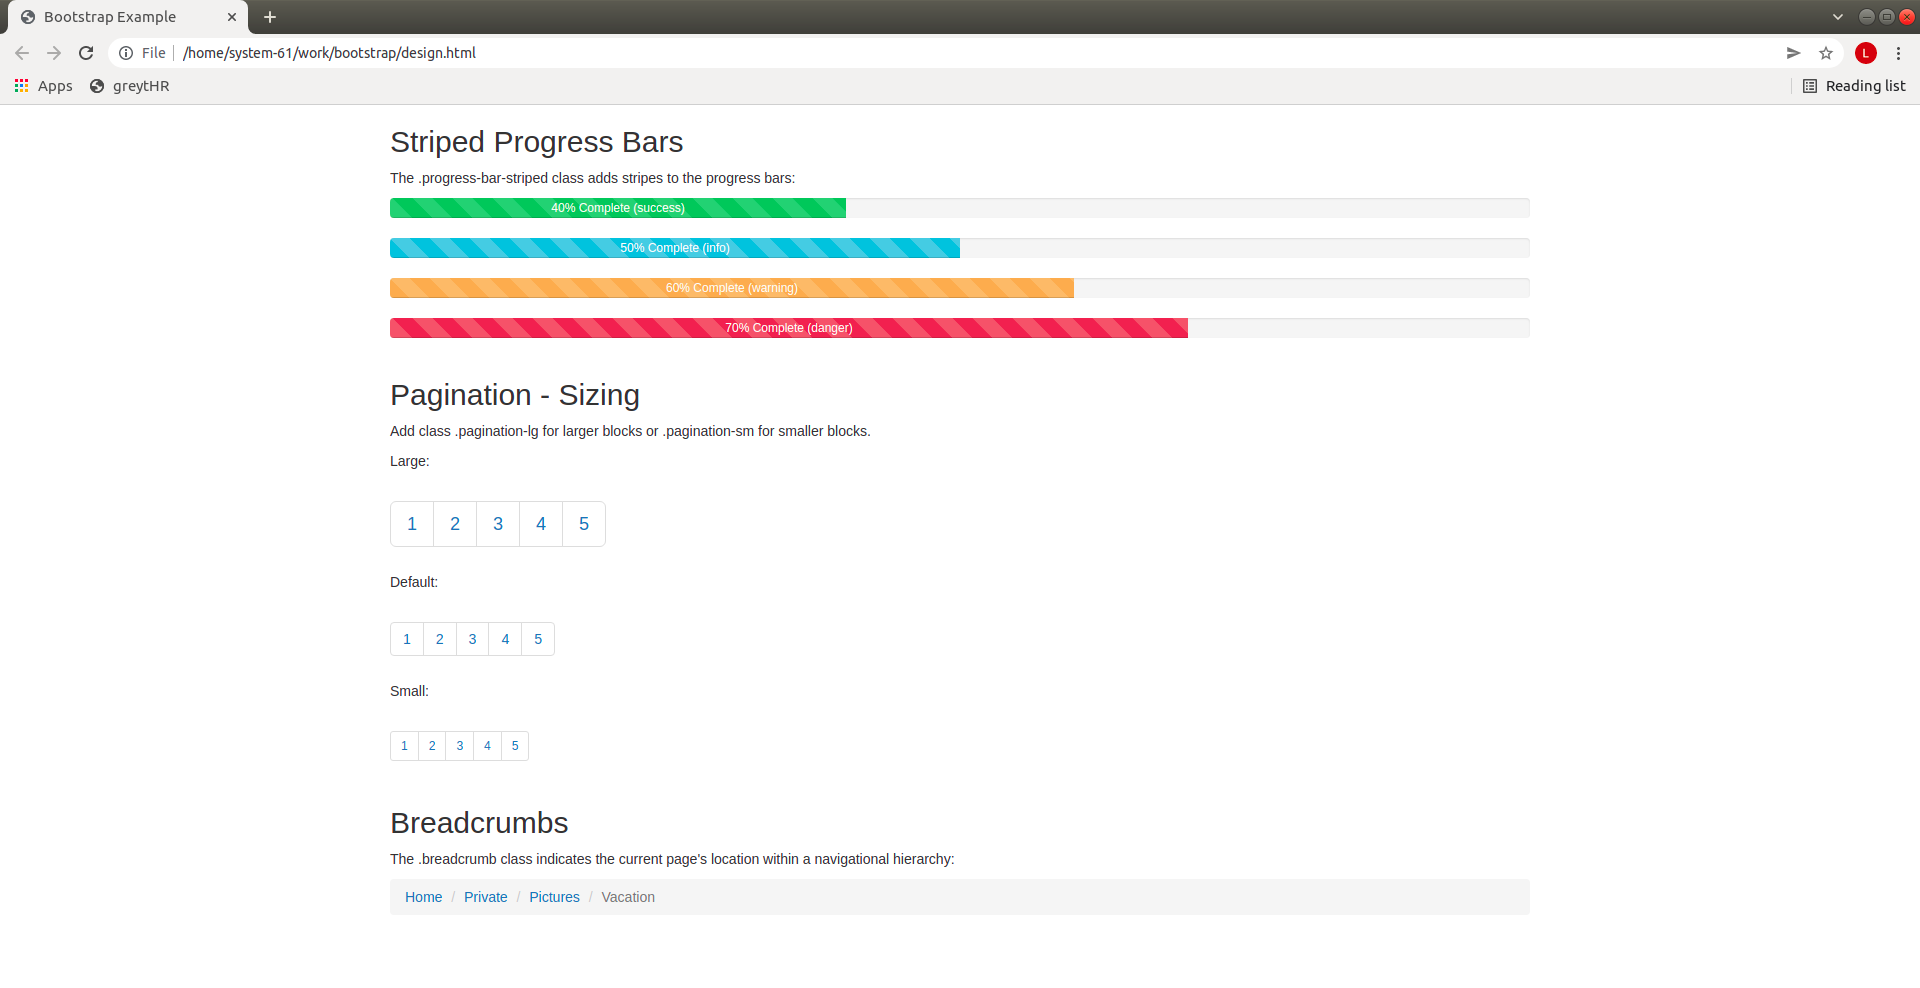 Bootstrap Example
File /home/system-61/work/bootstrap/design.html
L
Apps greytHR Reading list
Striped Progress Bars
The .progress-bar-striped class adds stripes to the progress bars:
40% Complete (success)
50% Complete (info)
60% Complete (warning)
70% Complete (danger)
Pagination - Sizing
Add class .pagination-lg for larger blocks or .pagination-sm for smaller blocks.
Large:
1 2 3 4 5
Default:
1 2 3 4 5
Small:
1 2 3 4 5
Breadcrumbs
The .breadcrumb class indicates the current page's location within a navigational hierarchy:
Home / Private / Pictures / Vacation